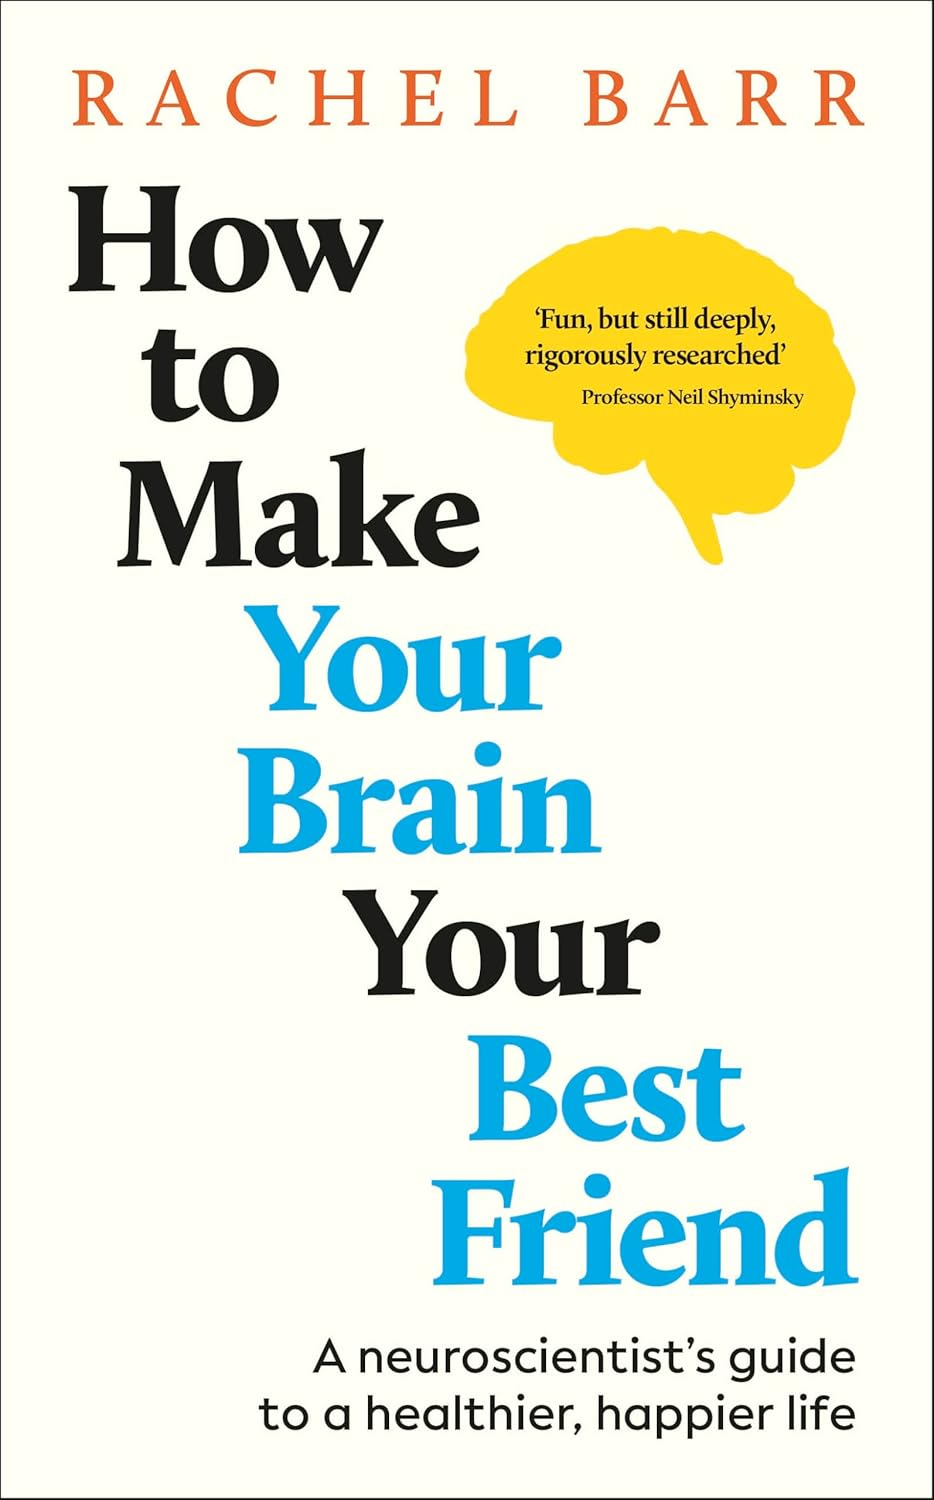 RACHEL BARR
How
to
Make
Your
Brain
Your
Best
Friend
‘Fun, but still deeply,
rigorously researched’
Professor Neil Shyminsky
A neuroscientist’s guide
to a healthier, happier life